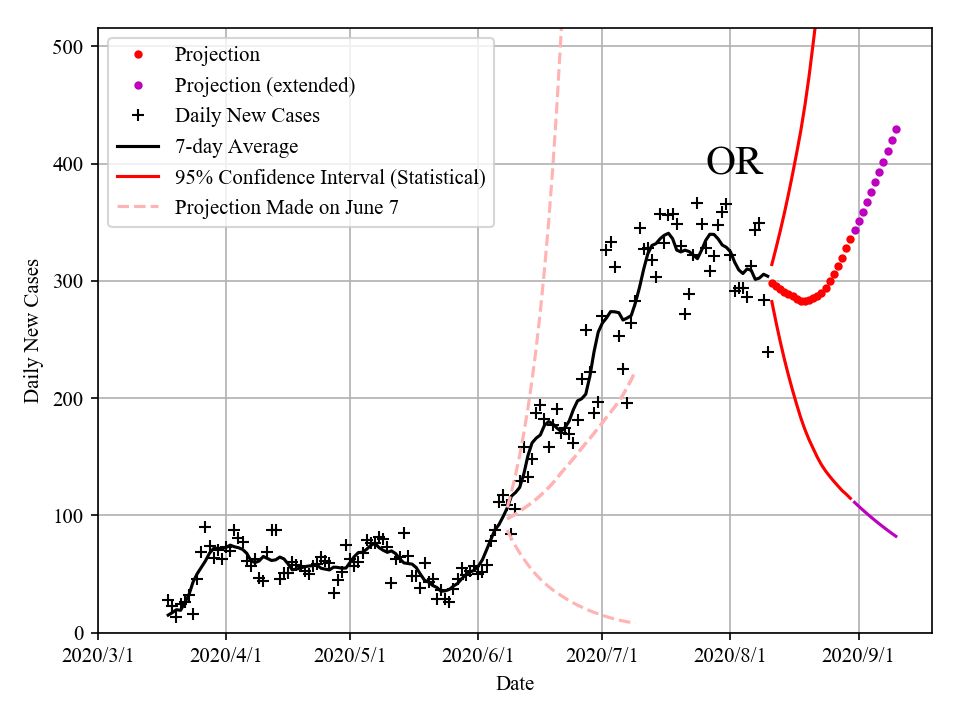 500
400
300
200
100
0
Daily New Cases
Projection
Projection (extended)
Daily New Cases
7-day Average
95% Confidence Interval (Statistical)
Projection Made on June 7
OR
2020/3/1 2020/4/1 2020/5/1 2020/6/1 2020/7/1 2020/8/1 2020/9/1
Date